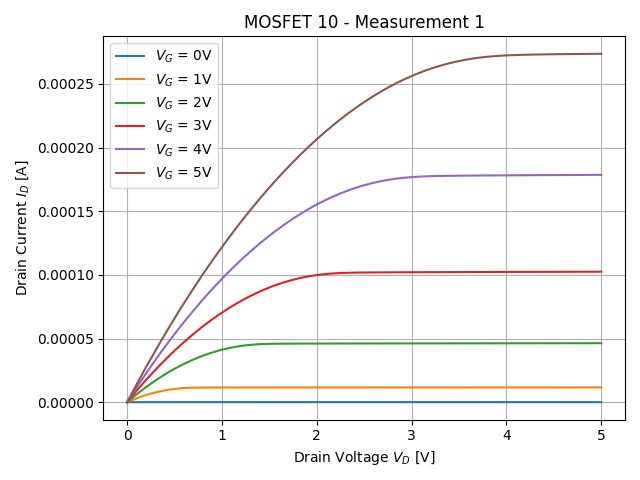 MOSFET 10 - Measurement 1
V_G = 0V
V_G = 1V
V_G = 2V
V_G = 3V
V_G = 4V
V_G = 5V
Drain Current I_D [A]
0.00025
0.00020
0.00015
0.00010
0.00005
0.00000
0 1 2 3 4 5
Drain Voltage V_D [V]